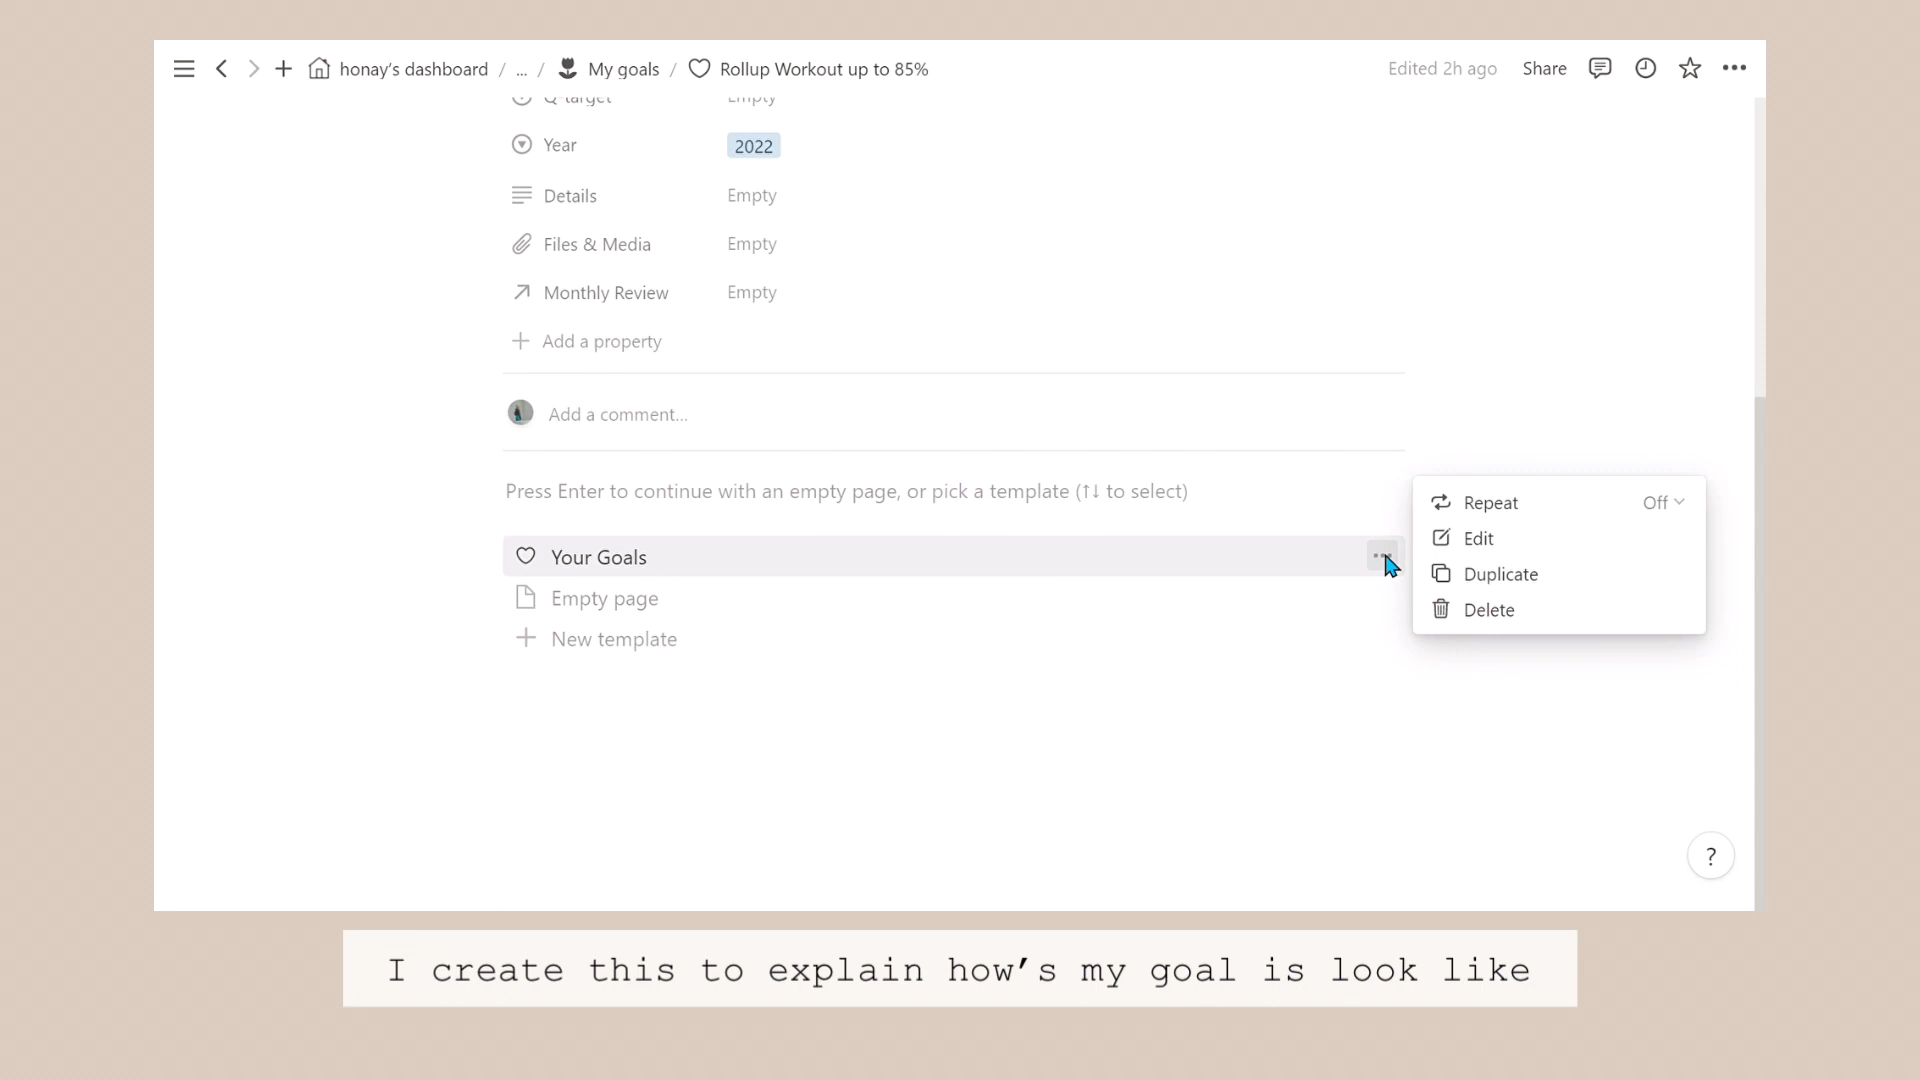 honay's dashboard / ... / My goals / Rollup Workout up to 85%
Edited 2h ago Share
Q-target Empty
Year 2022
Details Empty
Files & Media Empty
Monthly Review Empty
Add a property
Add a comment...
Press Enter to continue with an empty page, or pick a template (↑↓ to select)
Your Goals
Empty page
New template
Repeat Off
Edit
Duplicate
Delete
?
I create this to explain how's my goal is look like